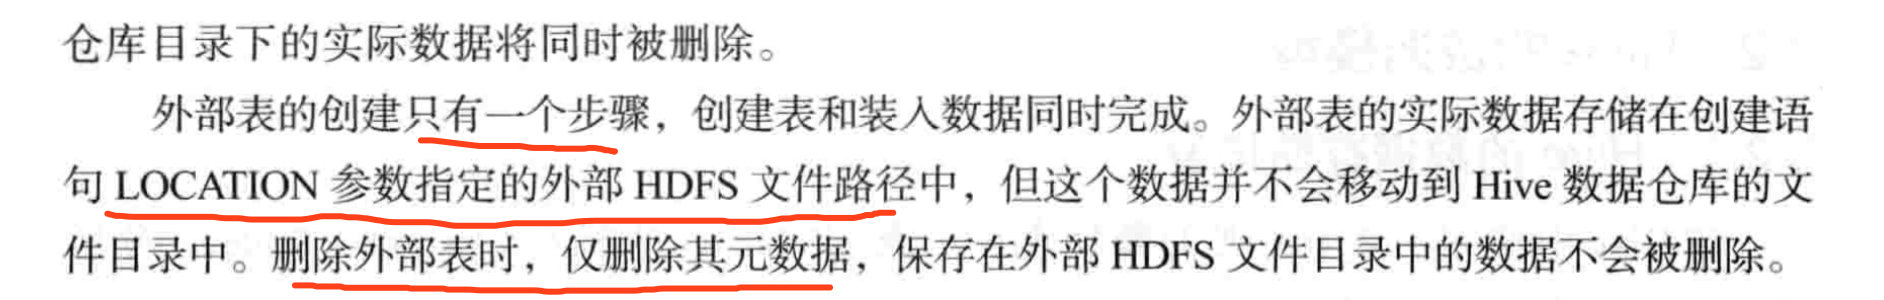 仓库目录下的实际数据将同时被删除。
外部表的创建只有一个步骤，创建表和装入数据同时完成。外部表的实际数据存储在创建语
句 LOCATION 参数指定的外部 HDFS 文件路径中，但这个数据并不会移动到 Hive 数据仓库的文
件目录中。删除外部表时，仅删除其元数据，保存在外部 HDFS 文件目录中的数据不会被删除。